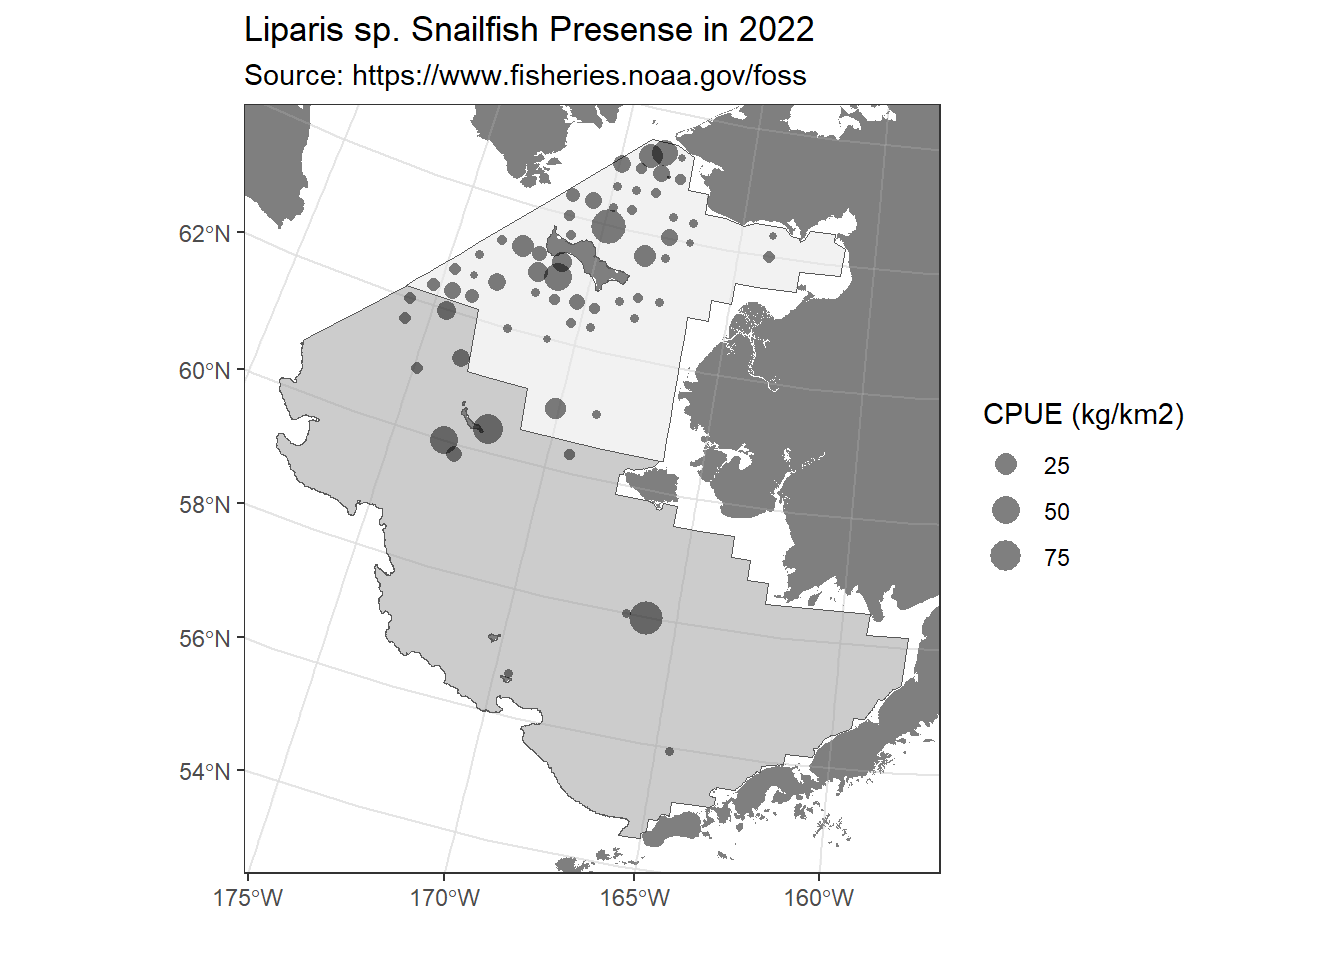 Liparis sp. Snailfish Presense in 2022
Source: https://www.fisheries.noaa.gov/foss
62°N
60°N
58°N
56°N
54°N
175°W 170°W 165°W 160°W
CPUE (kg/km2)
25
50
75